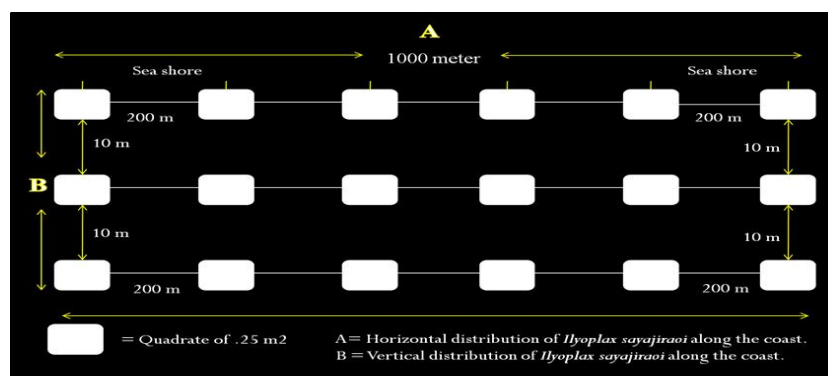 A
1000 meter
Sea shore Sea shore
200 m 200 m
10 m 10 m
B
10 m 10 m
200 m 200 m
= Quadrate of .25 m2
A= Horizontal distribution of Ilyoplax sayajiraoi along the coast.
B = Vertical distribution of Ilyoplax sayajiraoi along the coast.